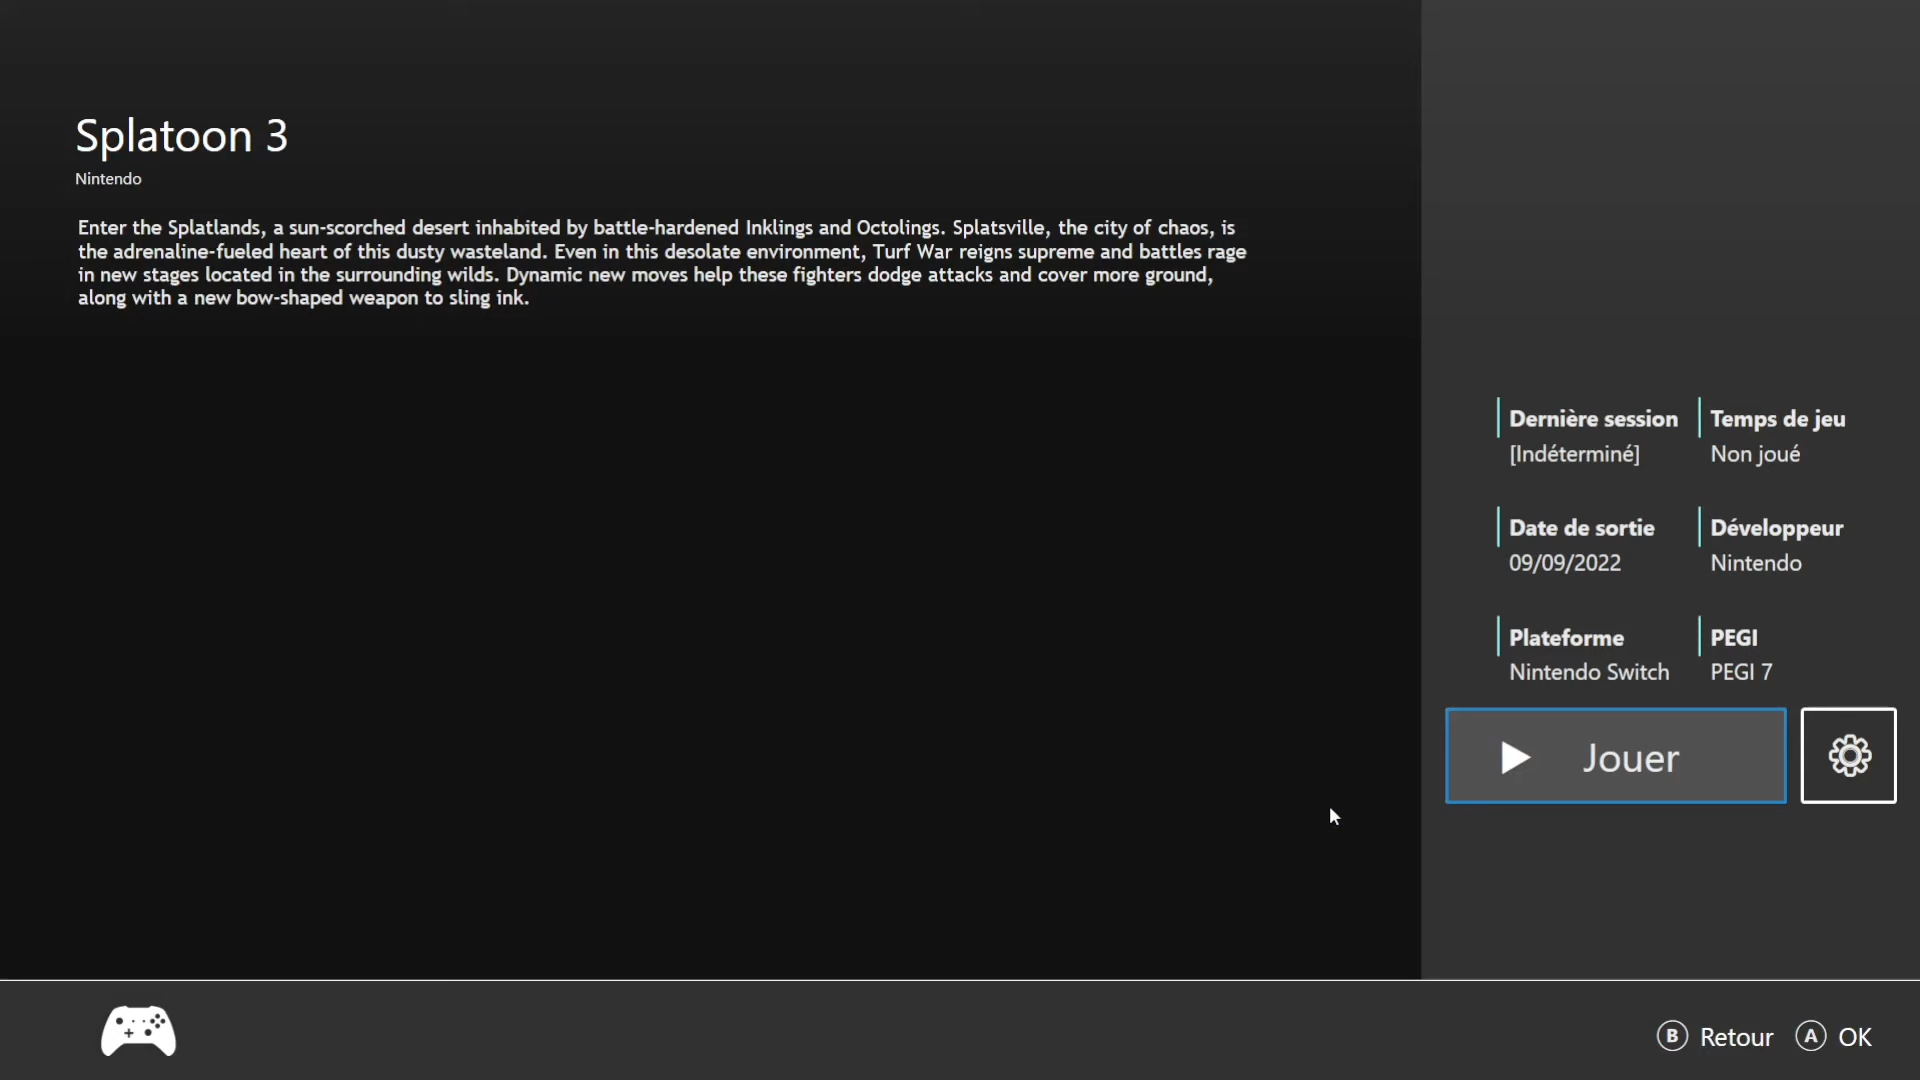 Splatoon 3
Nintendo
Enter the Splatlands, a sun-scorched desert inhabited by battle-hardened Inklings and Octolings. Splatsville, the city of chaos, is
the adrenaline-fueled heart of this dusty wasteland. Even in this desolate environment, Turf War reigns supreme and battles rage
in new stages located in the surrounding wilds. Dynamic new moves help these fighters dodge attacks and cover more ground,
along with a new bow-shaped weapon to sling ink.
Dernière session
[Indéterminé]
Temps de jeu
Non joué
Date de sortie
09/09/2022
Développeur
Nintendo
Plateforme
Nintendo Switch
PEGI
PEGI 7
Jouer
B Retour
A OK